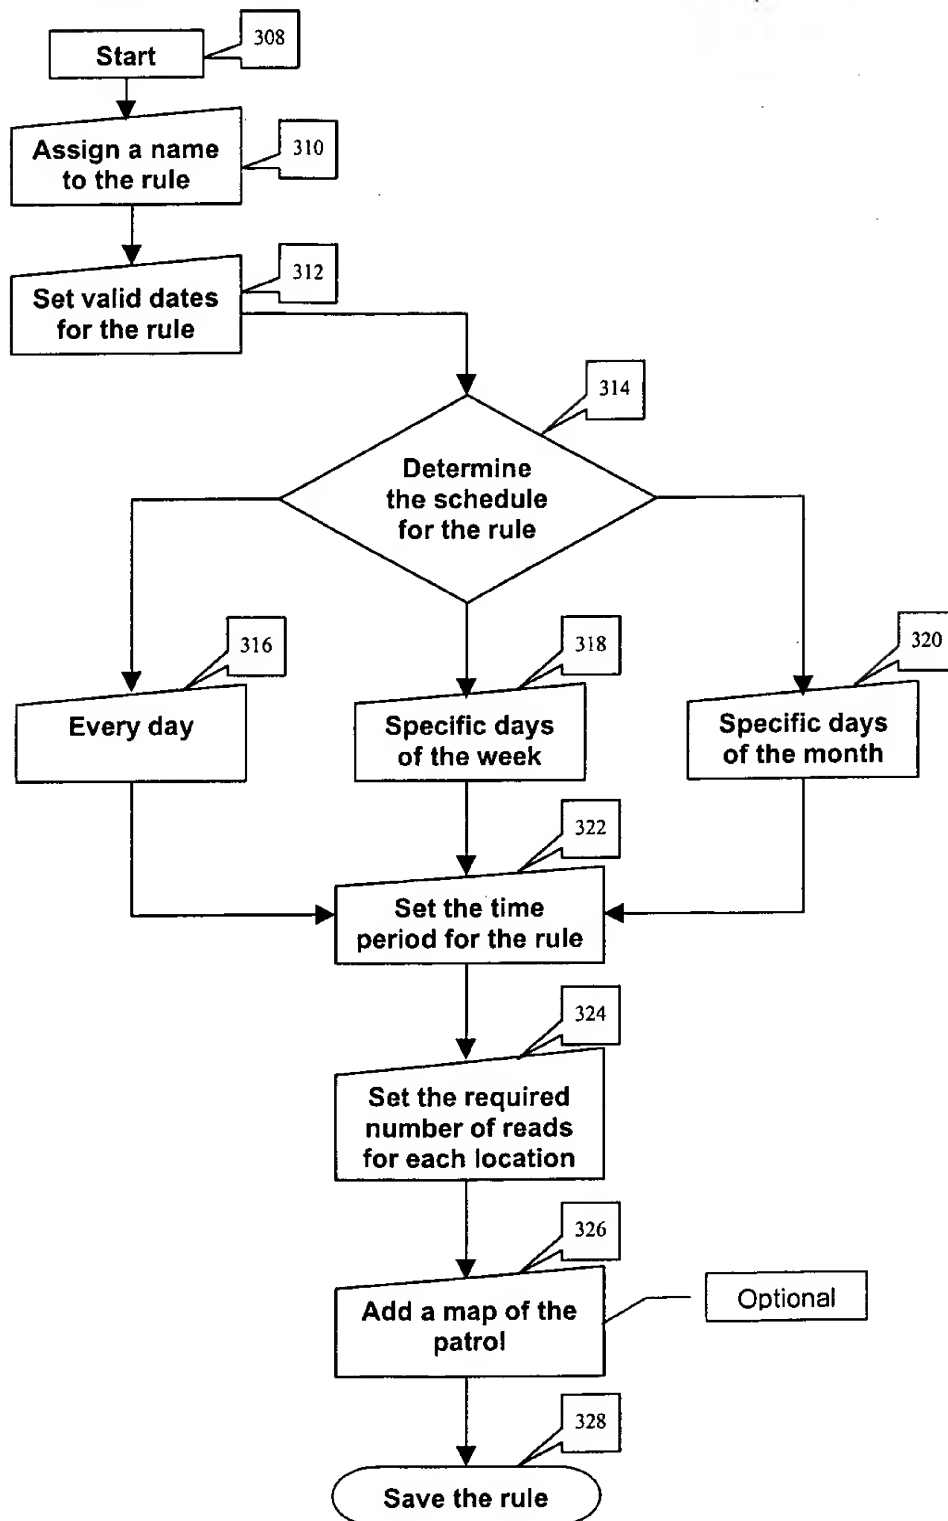 Start
308
Assign a name
to the rule
310
Set valid dates
for the rule
312
314
Determine
the schedule
for the rule
316
Every day
318
Specific days
of the week
320
Specific days
of the month
322
Set the time
period for the rule
324
Set the required
number of reads
for each location
326
Add a map of the
patrol
Optional
328
Save the rule